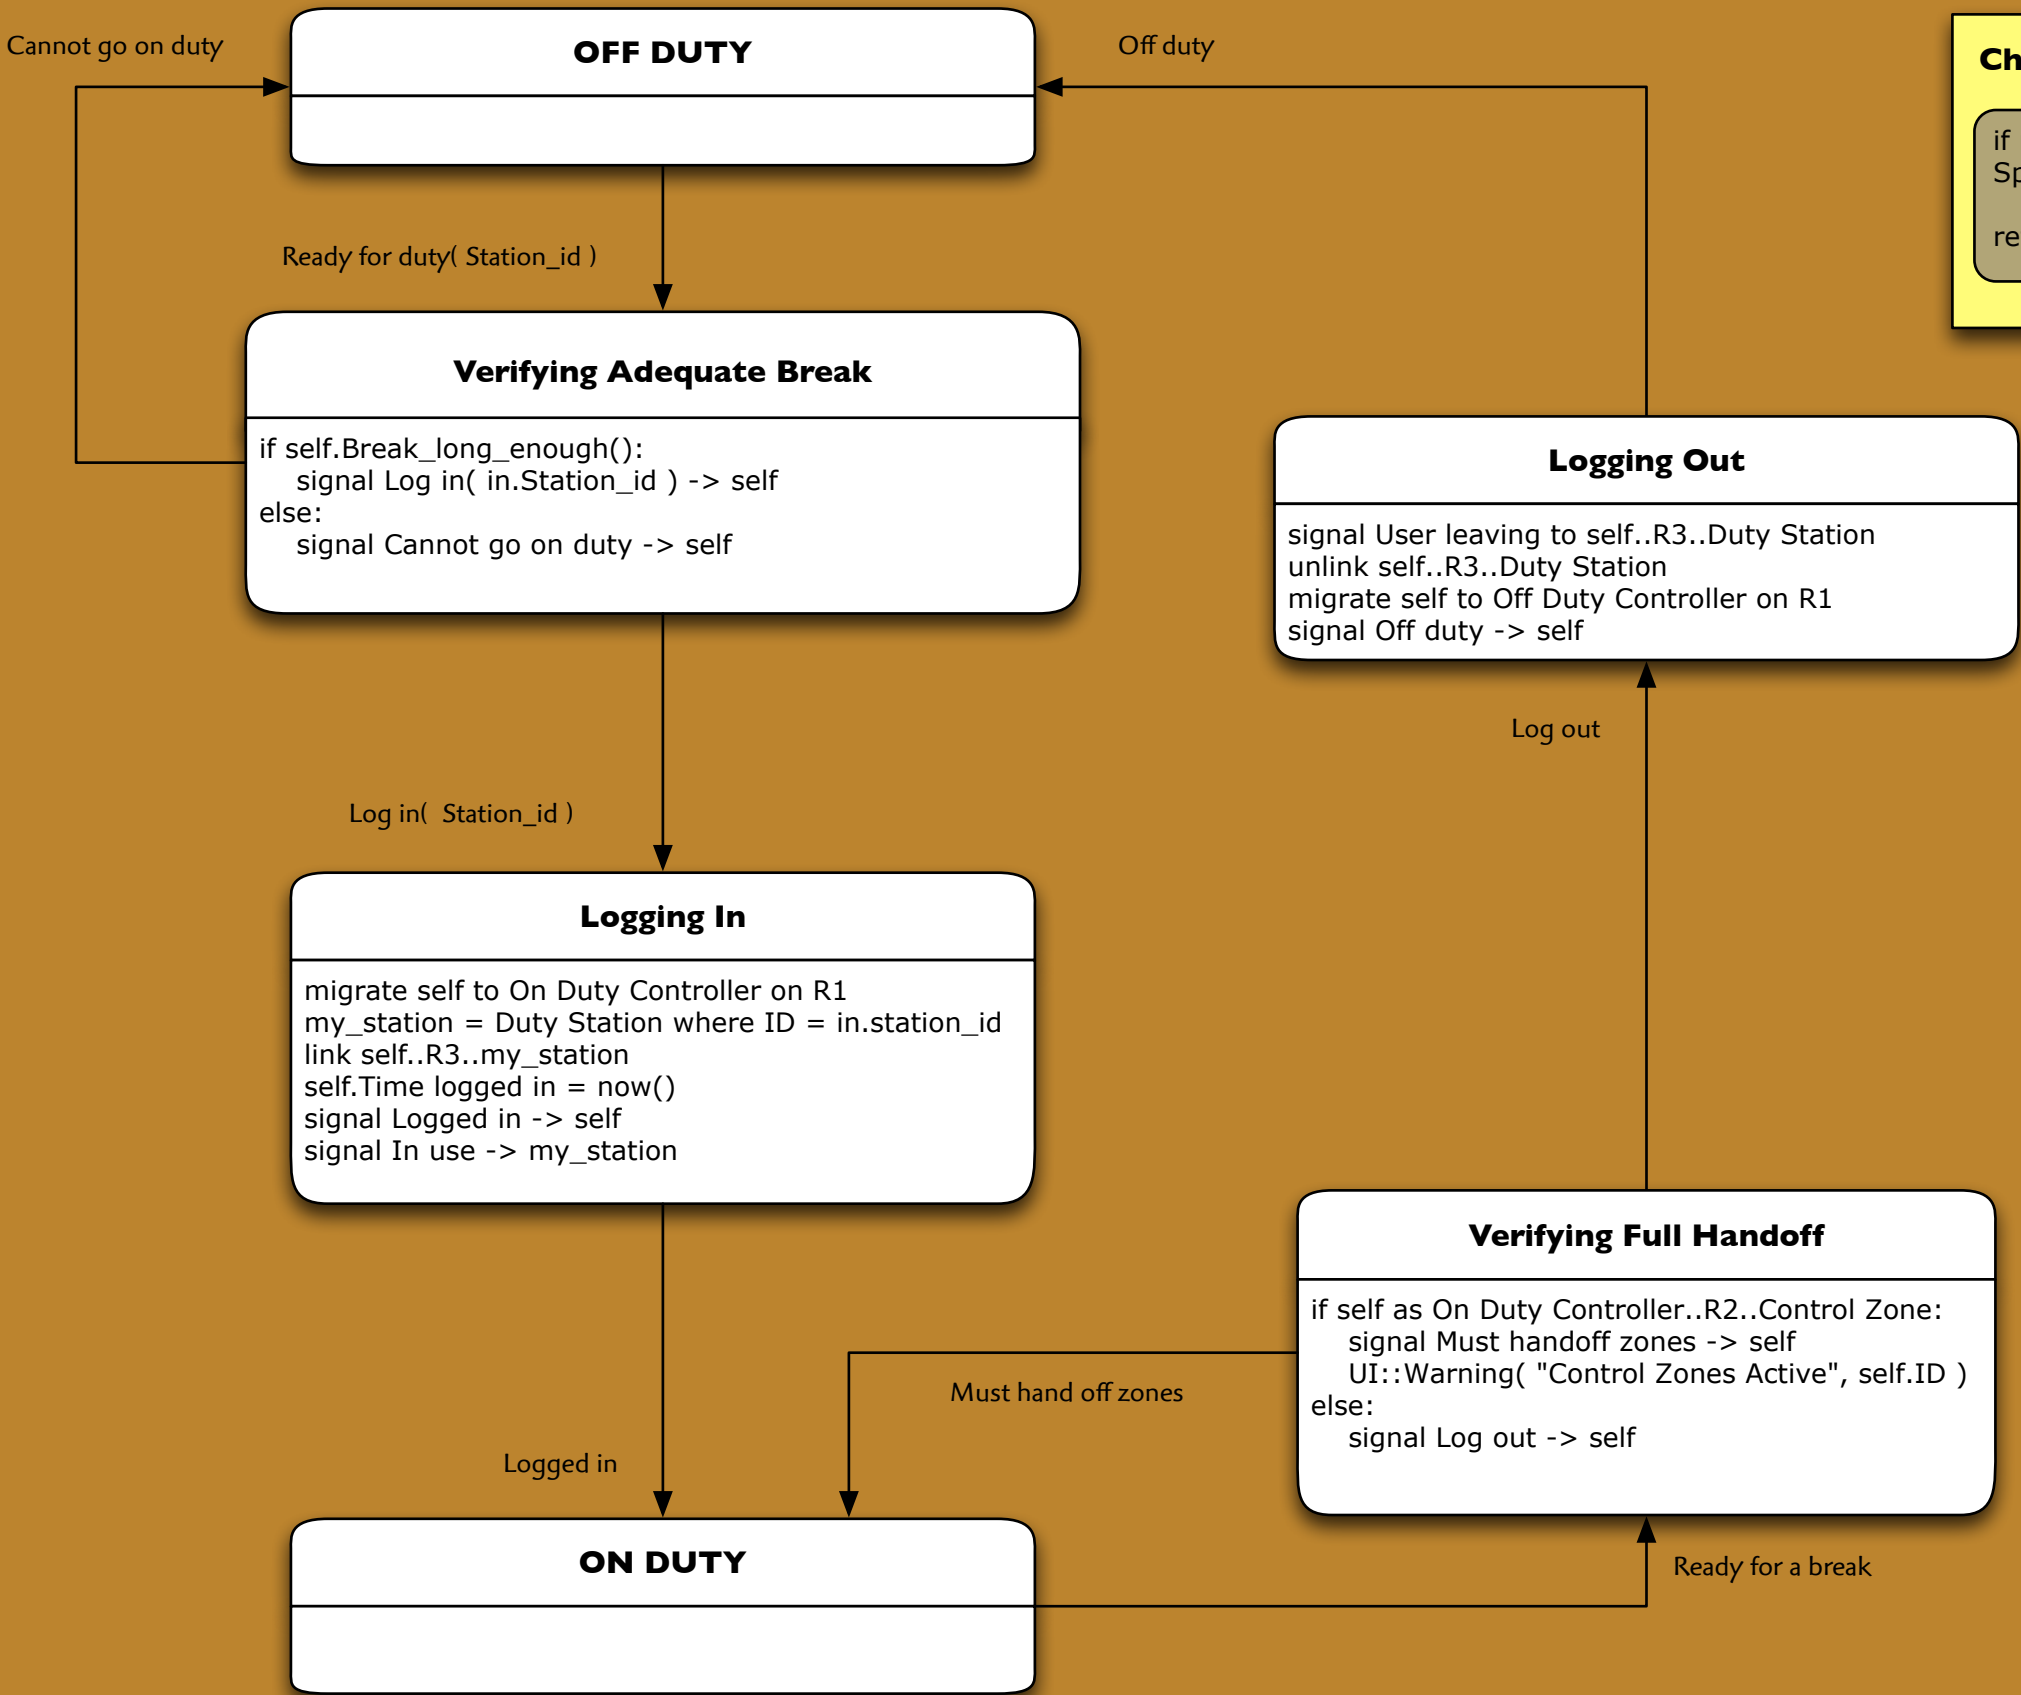 Cannot go on duty
OFF DUTY
Off duty
if
Ready for duty( Station_id )
Verifying Adequate Break
if self.Break_long_enough():
signal Log in( in.Station_id ) -> self
else:
signal Cannot go on duty -> self
Logging Out
signal User leaving to self..R3..Duty Station
unlink self..R3..Duty Station
migrate self to Off Duty Controller on R1
signal Off duty -> self
Log out
Log in( Station_id )
Logging In
migrate self to On Duty Controller on R1
my_station = Duty Station where ID = in.station_id
link self..R3..my_station
self.Time logged in = now()
signal Logged in -> self
signal In use -> my_station
Verifying Full Handoff
if self as On Duty Controller..R2..Control Zone:
signal Must handoff zones -> self
UI::Warning( "Control Zones Active", self.ID )
else:
signal Log out -> self
Must hand off zones
Logged in
ON DUTY
Ready for a break